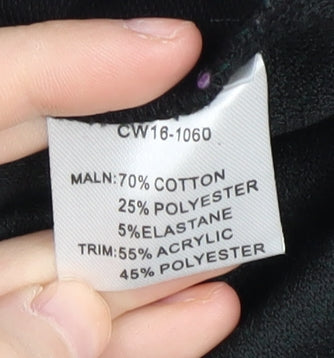 CW16-1060
MALN:70% COTTON
25% POLYESTER
5%ELASTANE
TRIM:55% ACRYLIC
45% POLYESTER